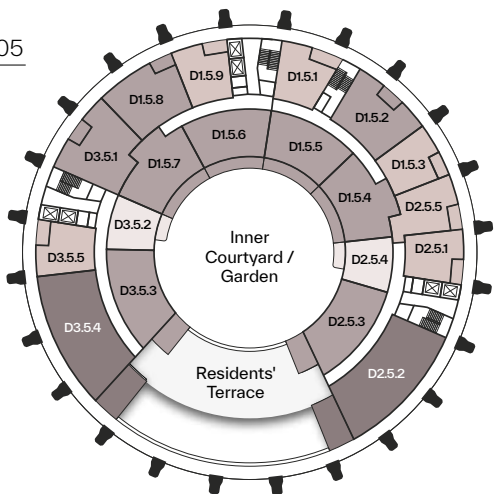 05
D1.5.9
D1.5.1
D1.5.8
D1.5.2
D1.5.6
D1.5.5
D3.5.1
D1.5.7
D1.5.3
D1.5.4
D2.5.5
D3.5.2
D2.5.1
D3.5.5
D2.5.4
Inner
Courtyard /
Garden
D3.5.3
D2.5.3
D3.5.4
D2.5.2
Residents'
Terrace